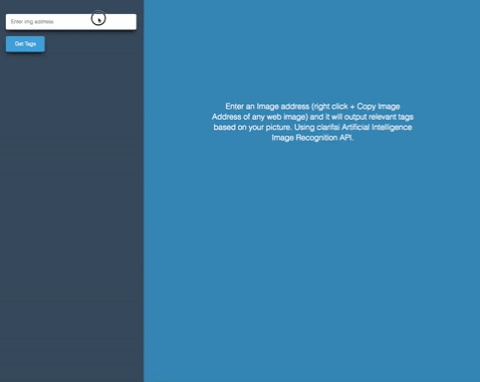 Enter img address
Get Tags
Enter an Image address (right click + Copy Image
Address of any web image) and it will output relevant tags
based on your picture. Using clarifai Artificial Intelligence
Image Recognition API.